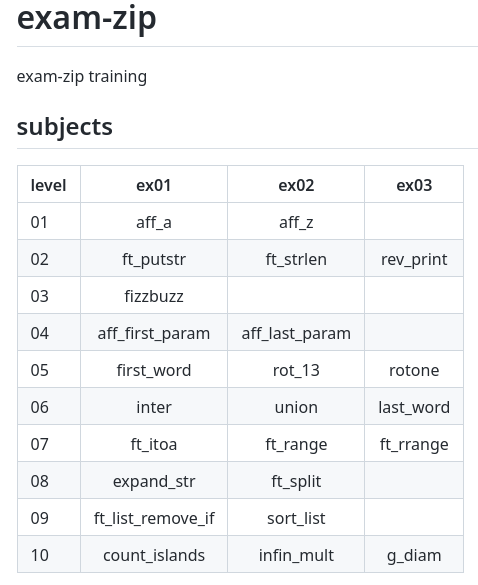 exam-zip
exam-zip training
subjects
level ex01 ex02 ex03
01 aff_a aff_z
02 ft_putstr ft_strlen rev_print
03 fizzbuzz
04 aff_first_param aff_last_param
05 first_word rot_13 rotone
06 inter union last_word
07 ft_itoa ft_range ft_rrange
08 expand_str ft_split
09 ft_list_remove_if sort_list
10 count_islands infin_mult g_diam